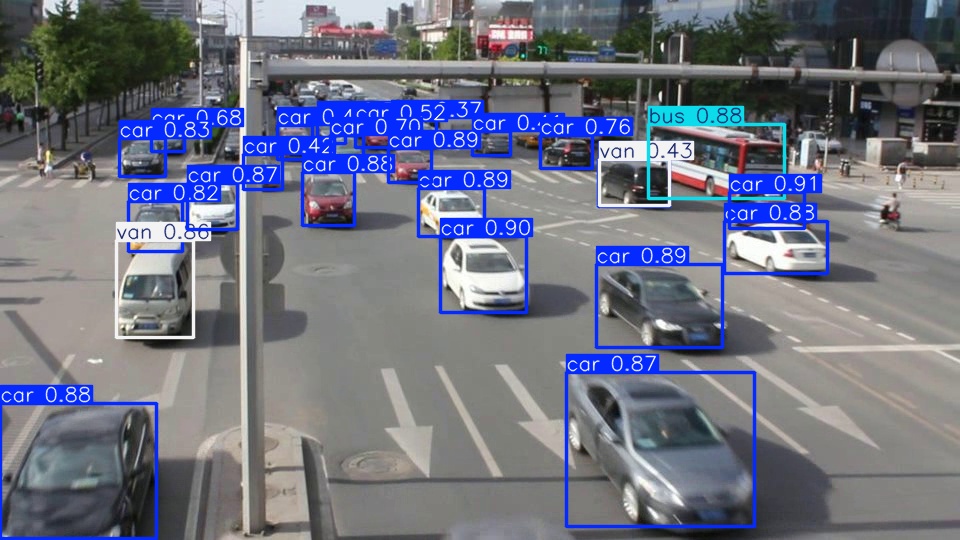 car 0.68
car 0.83
car 0.52
.37
car 0.70
car 0.76
car 0.89
bus 0.88
car 0.42
van 0.43
car 0.88
car 0.87
car 0.89
car 0.91
car 0.82
car 0.83
van 0.86
car 0.90
car 0.89
car 0.87
car 0.88